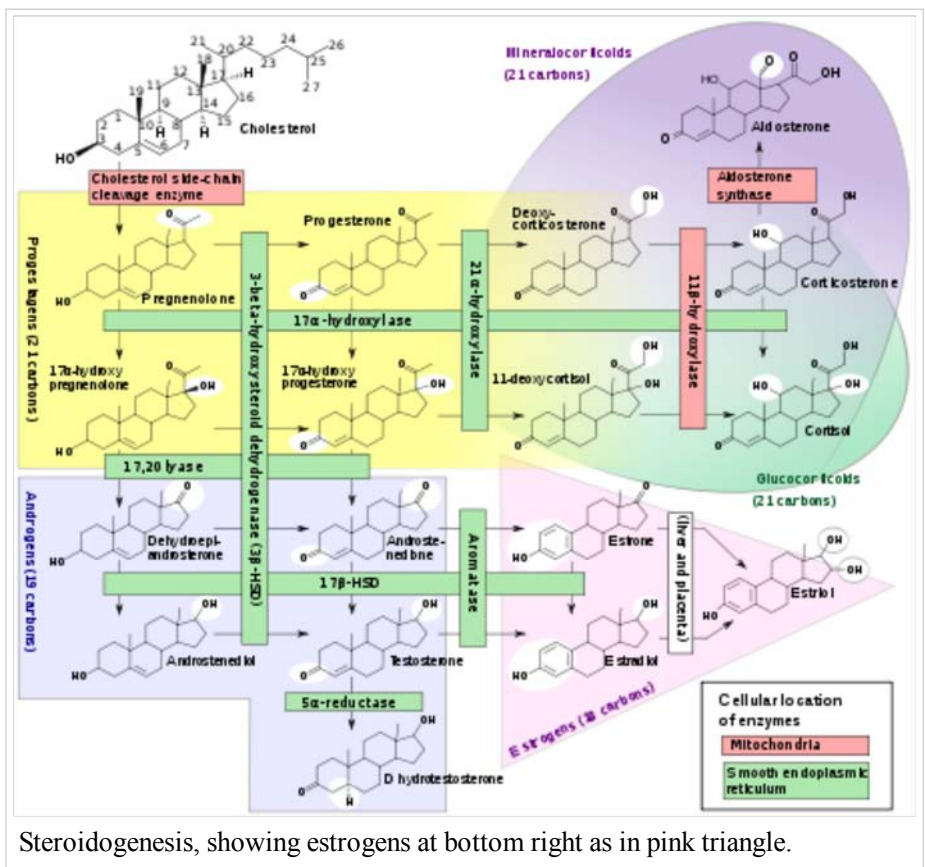 21
22
24
26
20
23
25
27
18
12
17
H
11
13
16
19
9
14
15
1
2
10
8
H
H
3
4
5
6
7
HO
Cholesterol
Mineralocorticoids
(21 carbons)
O
O
OH
HO
O
Aldosterone
Cholesterol side-chain
cleavage enzyme
Aldosterone
synthase
Progestagens (21 carbons)
O
HO
Pregnenolone
Progesterone
O
O
Deoxy-
corticosterone
OH
O
O
OH
O
HO
O
Corticosterone
3-beta-hydroxysteroid dehydrogenase (3β-HSD)
21α-hydroxylase
11β-hydroxylase
17α-hydroxylase
17α-hydroxy
pregnenolone
O
OH
HO
17α-hydroxy
progesterone
O
OH
O
11-deoxycortisol
OH
O
OH
O
OH
O
HO
OH
O
Cortisol
17,20 lyase
Glucocorticoids
(21 carbons)
Androgens (19 carbons)
O
HO
Dehydroepi-
androsterone
O
O
Androste-
nedione
Aromatase
O
HO
Estrone
(liver and placenta)
OH
OH
HO
Estriol
17β-HSD
OH
HO
Androstenediol
OH
O
Testosterone
OH
HO
Estradiol
Estrogens (18 carbons)
5α-reductase
OH
O
H
Dihydrotestosterone
Cellular location
of enzymes
Mitochondria
Smooth endoplasmic
reticulum
Steroidogenesis, showing estrogens at bottom right as in pink triangle.